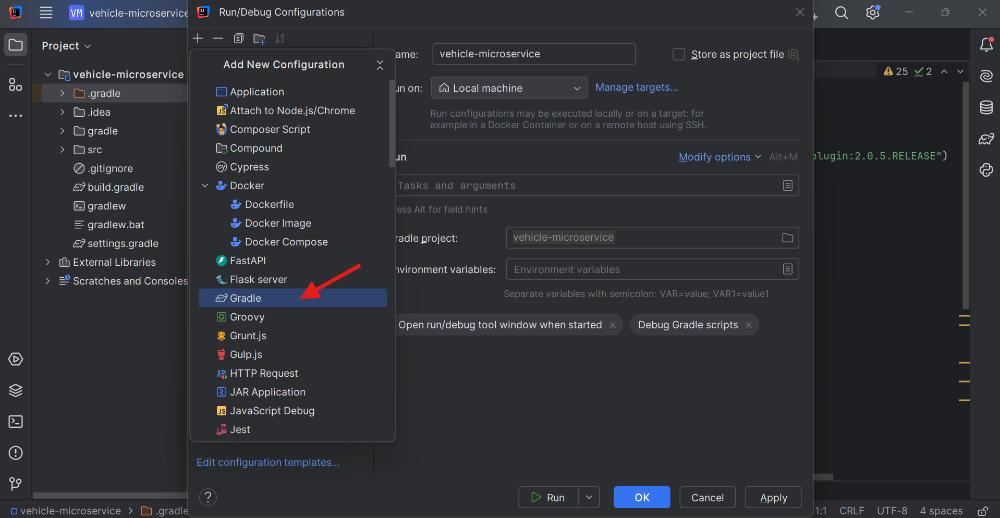 VM vehicle-microservice
Run/Debug Configurations
Project
vehicle-microservice
.gradle
.idea
gradle
src
.gitignore
build.gradle
gradlew
gradlew.bat
settings.gradle
External Libraries
Scratches and Consoles
Add New Configuration
Application
Attach to Node.js/Chrome
Composer Script
Compound
Cypress
Docker
Dockerfile
Docker Image
Docker Compose
FastAPI
Flask server
Gradle
Groovy
Grunt.js
Gulp.js
HTTP Request
JAR Application
JavaScript Debug
Jest
Edit configuration templates...
ame: vehicle-microservice Store as project file
un on: Local machine Manage targets...
Run configurations may be executed locally or on a target: for
example in a Docker Container or on a remote host using SSH.
un Modify options Alt+M
Tasks and arguments
ess Alt for field hints
radle project: vehicle-microservice
nvironment variables: Environment variables
Separate variables with semicolon: VAR=value; VAR1=value1
Open run/debug tool window when started Debug Gradle scripts
? Run OK Cancel Apply
25 2
plugin:2.0.5.RELEASE")
vehicle-microservice > .gradle
1:1 CRLF UTF-8 4 spaces